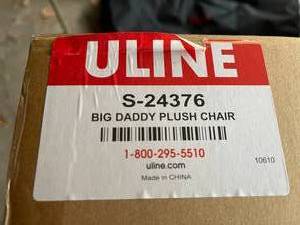 ULINE
S-24376
BIG DADDY PLUSH CHAIR
1-800-295-5510
uline.com
Made in CHINA
10610